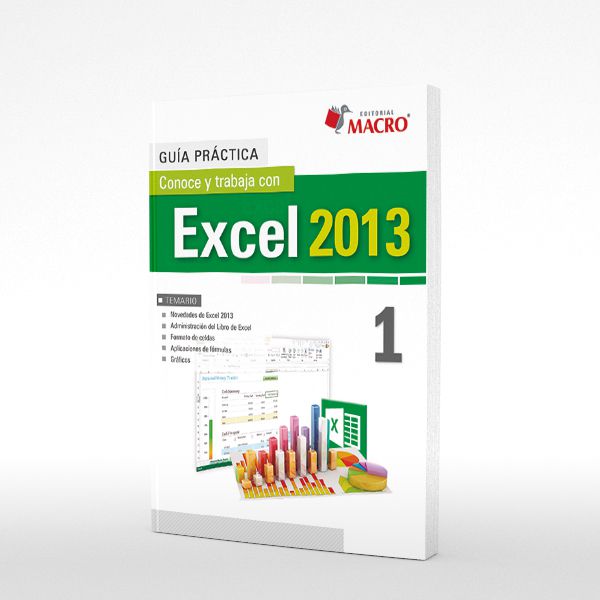 EDITORIAL
MACRO®
GUÍA PRÁCTICA
Conoce y trabaja con
Excel 2013
TEMARIO
Novedades de Excel 2013
Administración del Libro de Excel
Formato de celdas
Aplicaciones de fórmulas
Gráficos
1
X